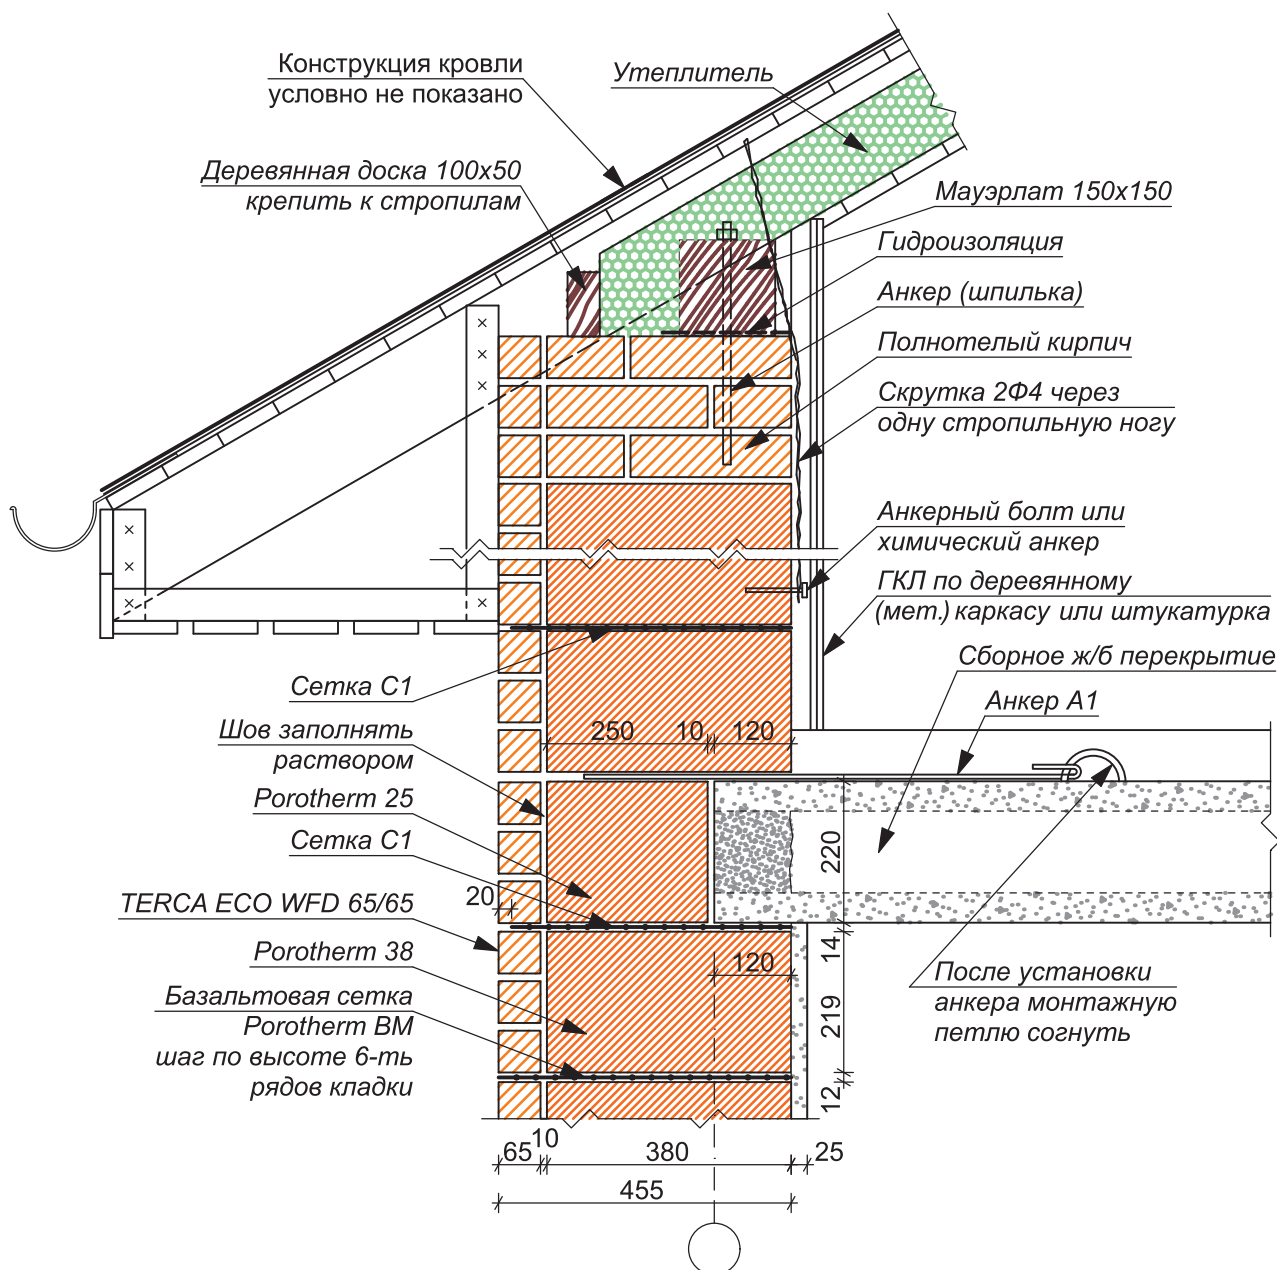 Конструкция кровли
условно не показано
Утеплитель
Деревянная доска 100х50
крепить к стропилам
Мауэрлат 150х150
Гидроизоляция
Анкер (шпилька)
Полнотелый кирпич
Скрутка 2Ф4 через
одну стропильную ногу
Анкерный болт или
химический анкер
ГКЛ по деревянному
(мет.) каркасу или штукатурка
Сборное ж/б перекрытие
Анкер А1
Сетка С1
Шов заполнять
раствором
250
10
120
Porotherm 25
Сетка С1
220
20
TERCA ECO WFD 65/65
Porotherm 38
120
14
После установки
анкера монтажную
петлю согнуть
Базальтовая сетка
Porotherm BM
шаг по высоте 6-ть
рядов кладки
219
12
10
65
380
25
455